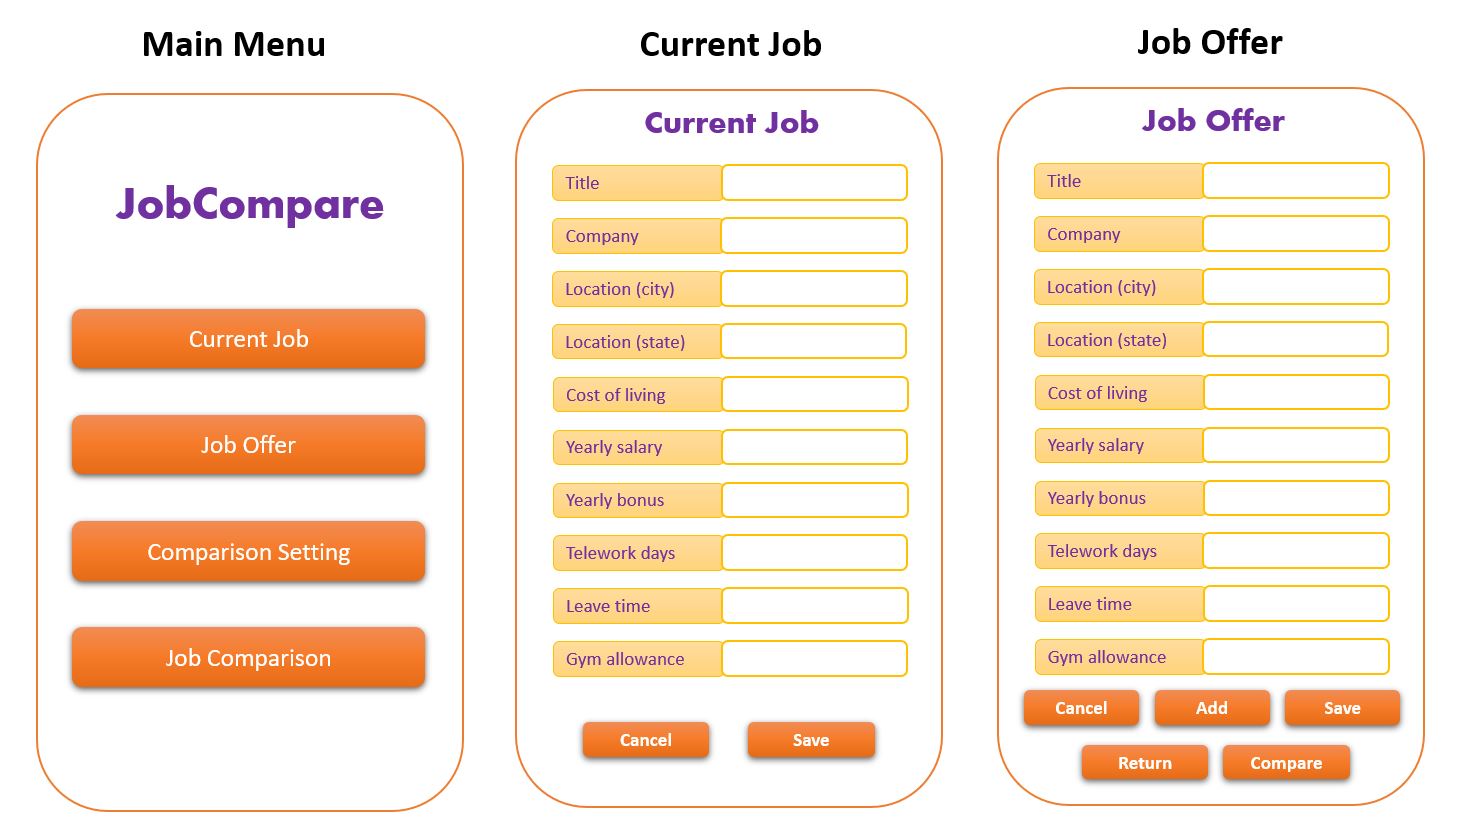 Main Menu
JobCompare
Current Job
Job Offer
Comparison Setting
Job Comparison
Current Job
Current Job
Title
Company
Location (city)
Location (state)
Cost of living
Yearly salary
Yearly bonus
Telework days
Leave time
Gym allowance
Cancel Save
Job Offer
Job Offer
Title
Company
Location (city)
Location (state)
Cost of living
Yearly salary
Yearly bonus
Telework days
Leave time
Gym allowance
Cancel Add Save
Return Compare